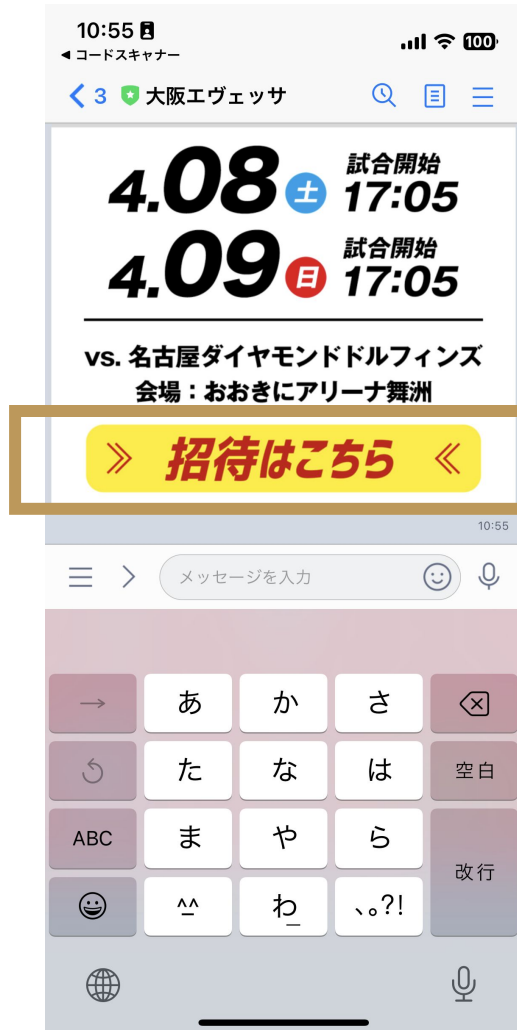 10:55
100
◀ コードスキャナー
3 大阪エヴェッサ
4.08 土 試合開始 17:05
4.09 日 試合開始 17:05
vs. 名古屋ダイヤモンドドルフィンズ
会場：おおきにアリーナ舞洲
招待はこちら
10:55
メッセージを入力
→ あ か さ
た な は 空白
ABC ま や ら 改行
^^ わ 、。?!